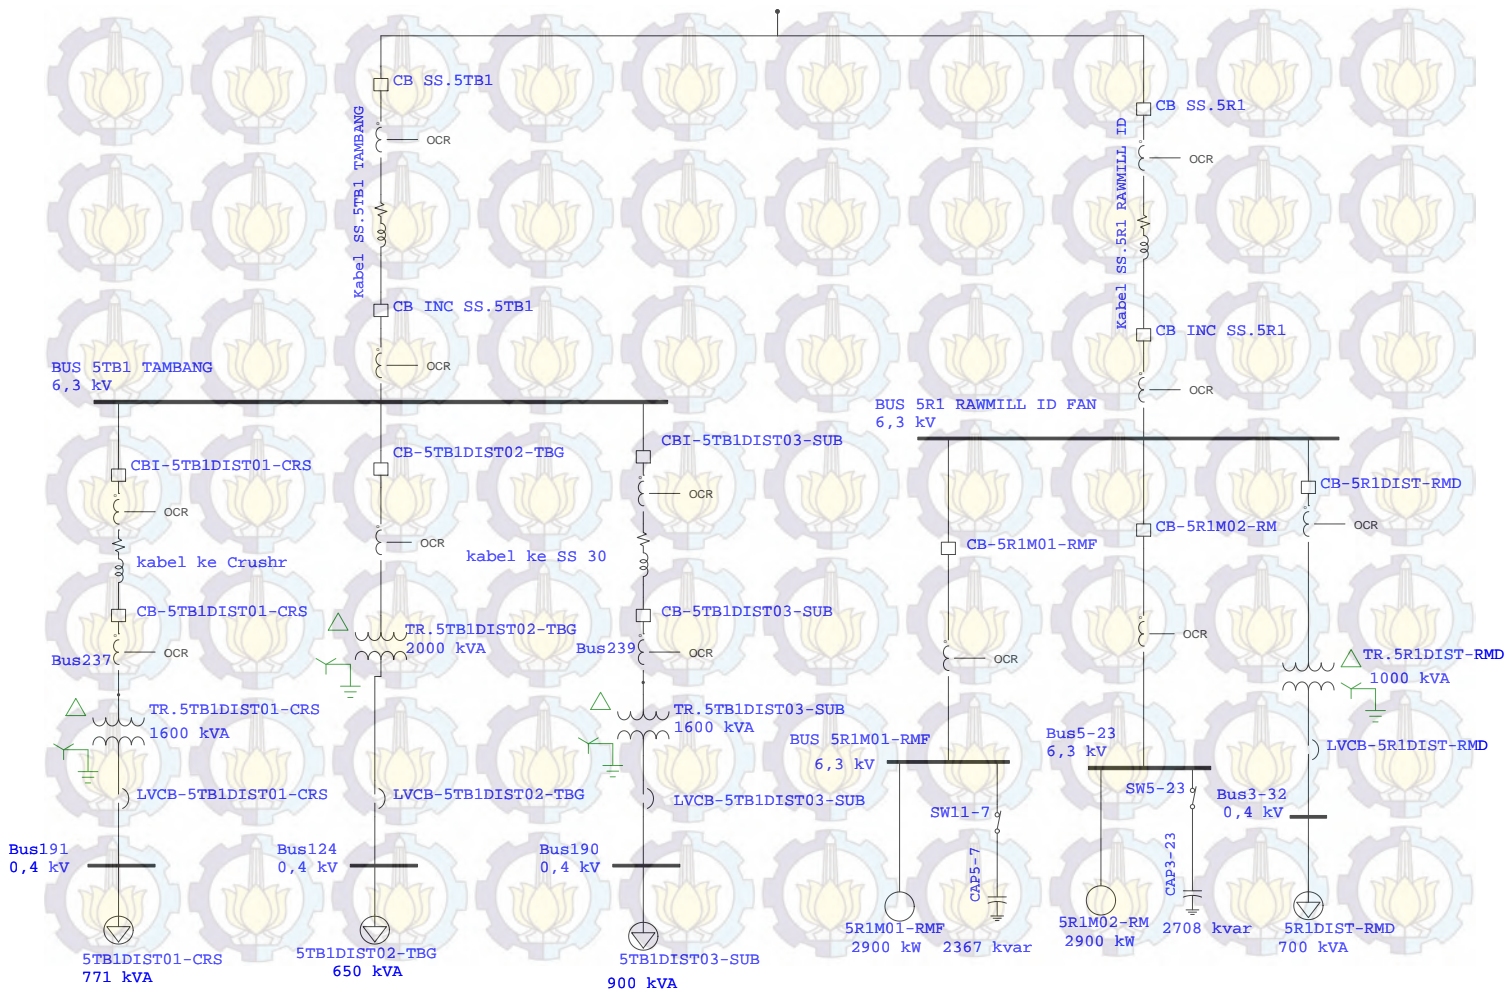 CB SS.5TB1
OCR
Kabel SS.5TB1 TAMBANG
CB INC SS.5TB1
OCR
BUS 5TB1 TAMBANG
6,3 kV
CB SS.5R1
OCR
Kabel SS.5R1 RAWMILL ID
CB INC SS.5R1
OCR
BUS 5R1 RAWMILL ID FAN
6,3 kV
CBI-5TB1DIST01-CRS
OCR
kabel ke Crushr
CB-5TB1DIST01-CRS
OCR
Bus237
TR.5TB1DIST01-CRS
1600 kVA
LVCB-5TB1DIST01-CRS
Bus191
0,4 kV
5TB1DIST01-CRS
771 kVA
CB-5TB1DIST02-TBG
OCR
TR.5TB1DIST02-TBG
2000 kVA
LVCB-5TB1DIST02-TBG
Bus124
0,4 kV
5TB1DIST02-TBG
650 kVA
CBI-5TB1DIST03-SUB
OCR
kabel ke SS 30
CB-5TB1DIST03-SUB
OCR
Bus239
TR.5TB1DIST03-SUB
1600 kVA
LVCB-5TB1DIST03-SUB
Bus190
0,4 kV
5TB1DIST03-SUB
900 kVA
CB-5R1M01-RMF
OCR
BUS 5R1M01-RMF
6,3 kV
SW11-7
CAP5-7
5R1M01-RMF
2900 kW
2367 kvar
CB-5R1M02-RM
OCR
Bus5-23
6,3 kV
SW5-23
CAP3-23
5R1M02-RM
2900 kW
2708 kvar
CB-5R1DIST-RMD
OCR
TR.5R1DIST-RMD
1000 kVA
LVCB-5R1DIST-RMD
Bus3-32
0,4 kV
5R1DIST-RMD
700 kVA